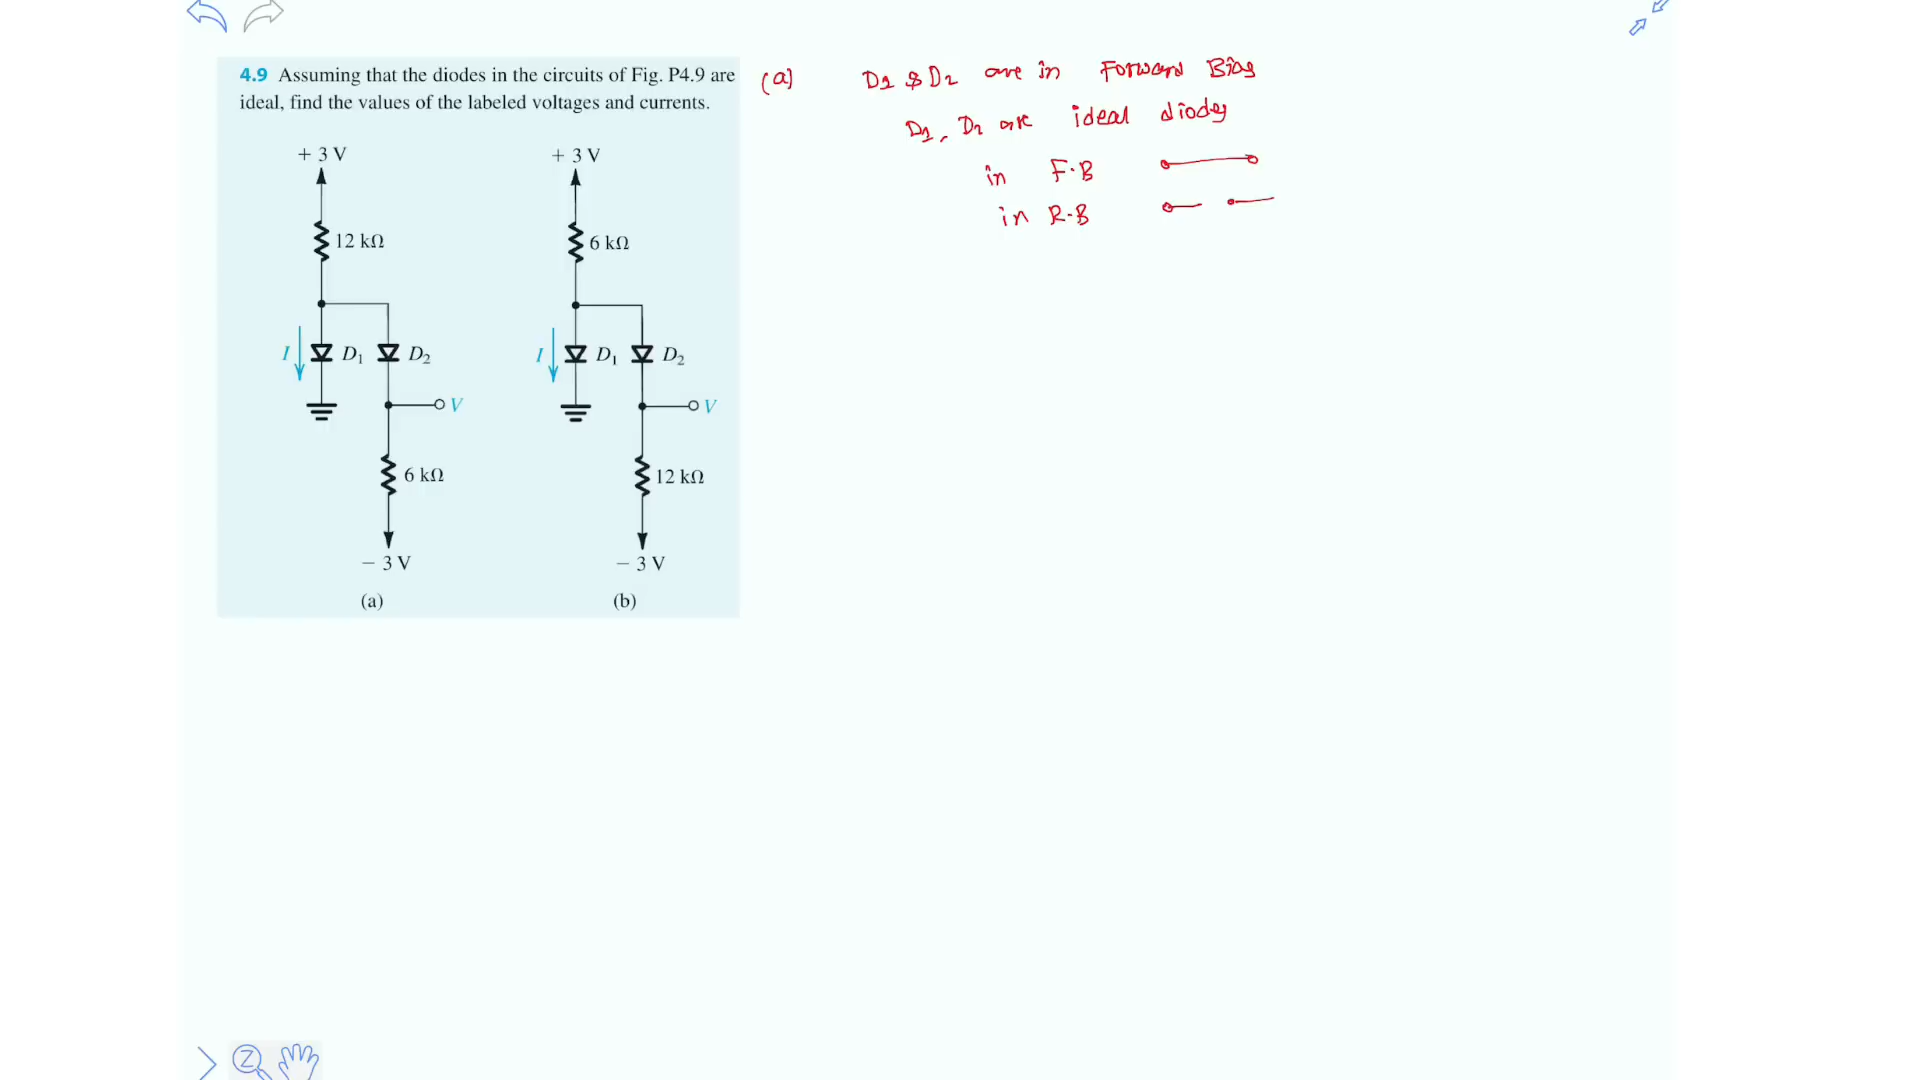 4.9 Assuming that the diodes in the circuits of Fig. P4.9 are
ideal, find the values of the labeled voltages and currents.
+ 3 V
12 kΩ
I
D₁
D₂
V
6 kΩ
− 3 V
(a)
+ 3 V
6 kΩ
I
D₁
D₂
V
12 kΩ
− 3 V
(b)
(a) D1 & D2 are in Forward Bias
D1, D2 are ideal diodes
in F.B
in R.B
Z